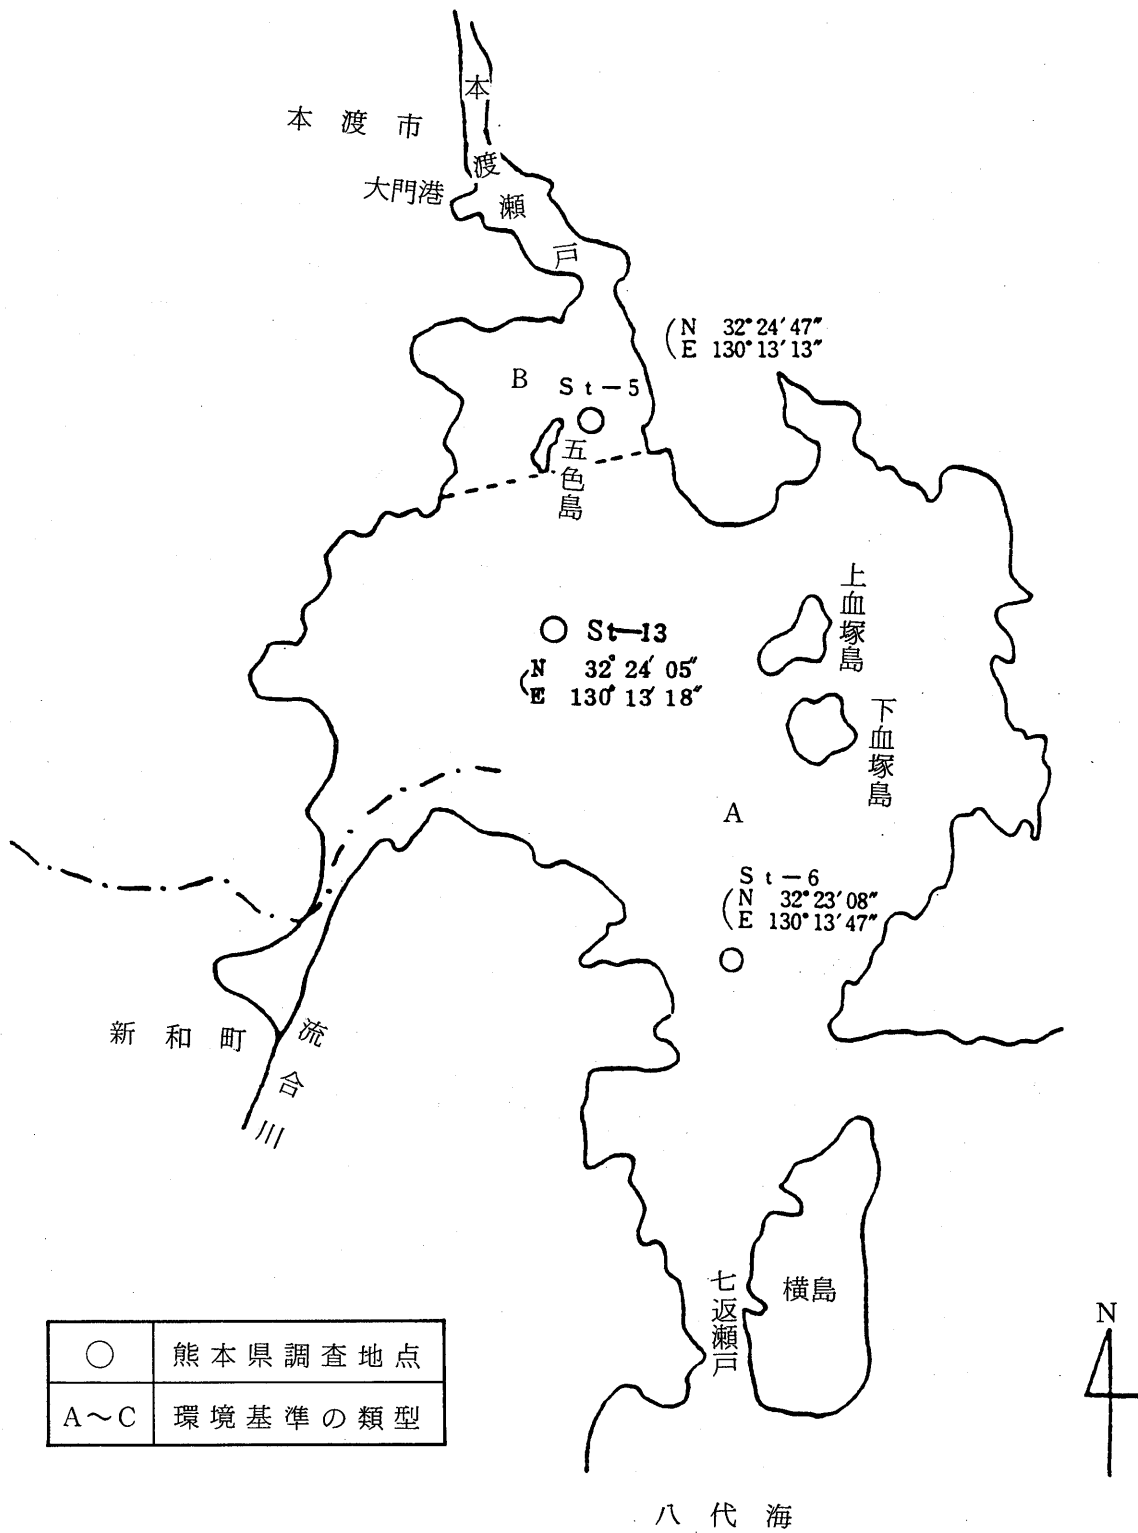 本渡市
本渡瀬戸
大門港
(N 32°24′47″
E 130°13′13″
B
St-5
五色島
上血塚島
St-13
(N 32°24′05″
E 130°13′18″
下血塚島
A
St-6
(N 32°23′08″
E 130°13′47″
新和町
流合川
七返瀬戸
横島
N
○ 熊本県調査地点
A～C 環境基準の類型
八代海